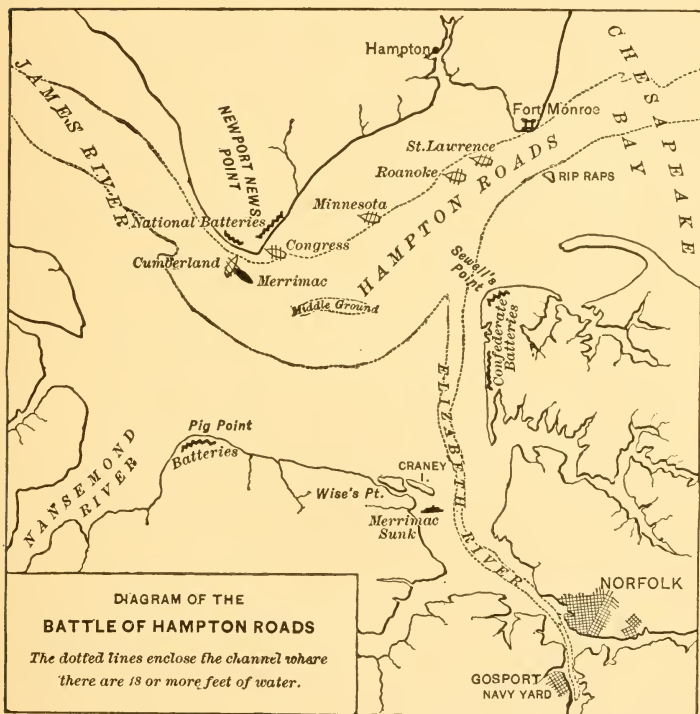 JAMES RIVER
CHESAPEAKE
BAY
Hampton
Fort Monroe
NEWPORT NEWS
POINT
St. Lawrence
Roanoke
HAMPTON ROADS
RIP RAPS
Minnesota
National Batteries
Congress
Cumberland
Merrimac
Sewell's
Point
Middle Ground
Confederate
Batteries
ELIZABETH RIVER
Pig Point
Batteries
NANSEMOND
RIVER
CRANEY
I.
Wise's Pt.
Merrimac
Sunk
NORFOLK
GOSPORT
NAVY YARD
DIAGRAM OF THE
BATTLE OF HAMPTON ROADS
The dotted lines enclose the channel where
there are 18 or more feet of water.